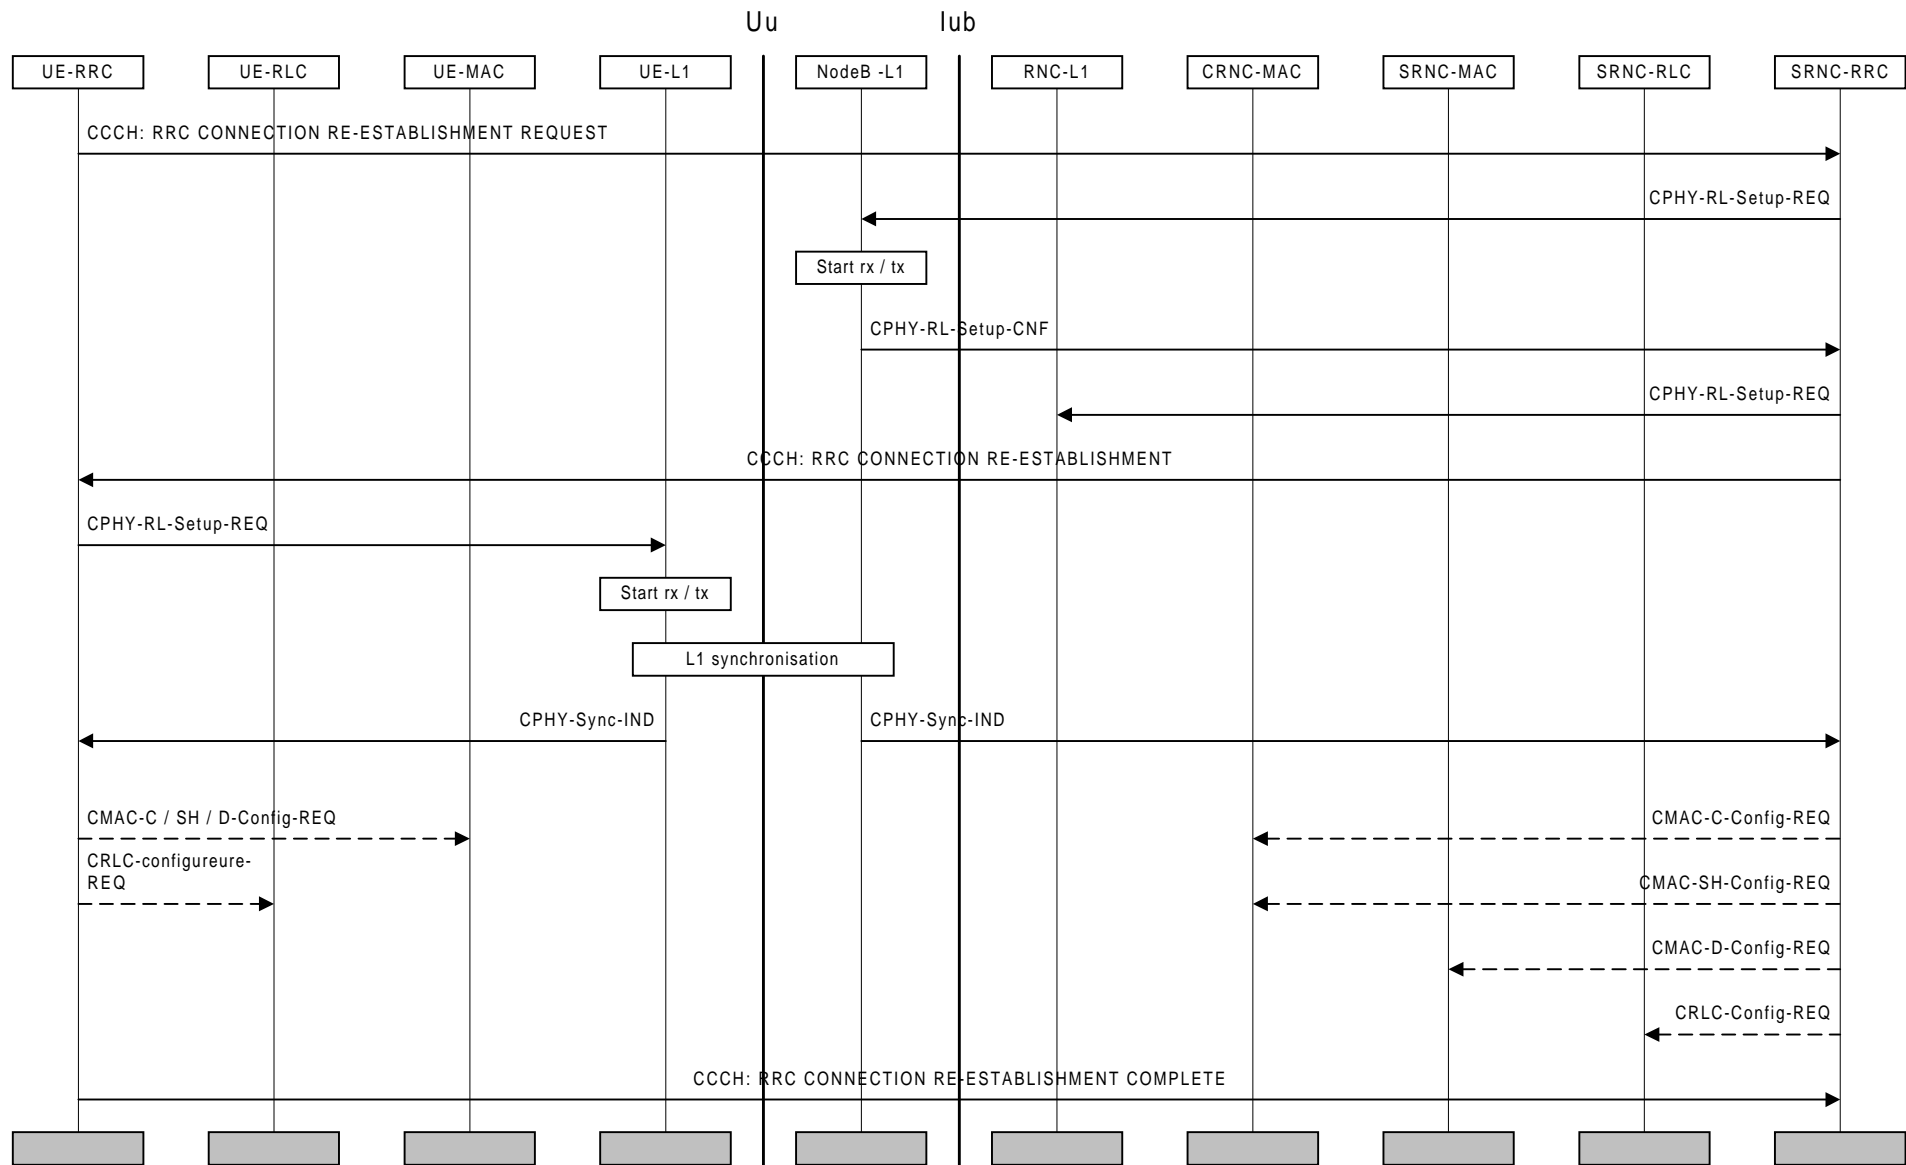 Uu Iub
UE-RRC UE-RLC UE-MAC UE-L1 NodeB -L1 RNC-L1 CRNC-MAC SRNC-MAC SRNC-RLC SRNC-RRC
CCCH: RRC CONNECTION RE-ESTABLISHMENT REQUEST
CPHY-RL-Setup-REQ
Start rx / tx
CPHY-RL-Setup-CNF
CPHY-RL-Setup-REQ
CCCH: RRC CONNECTION RE-ESTABLISHMENT
CPHY-RL-Setup-REQ
Start rx / tx
L1 synchronisation
CPHY-Sync-IND CPHY-Sync-IND
CMAC-C / SH / D-Config-REQ CMAC-C-Config-REQ
CRLC-configureure-
REQ CMAC-SH-Config-REQ
CMAC-D-Config-REQ
CRLC-Config-REQ
CCCH: RRC CONNECTION RE-ESTABLISHMENT COMPLETE